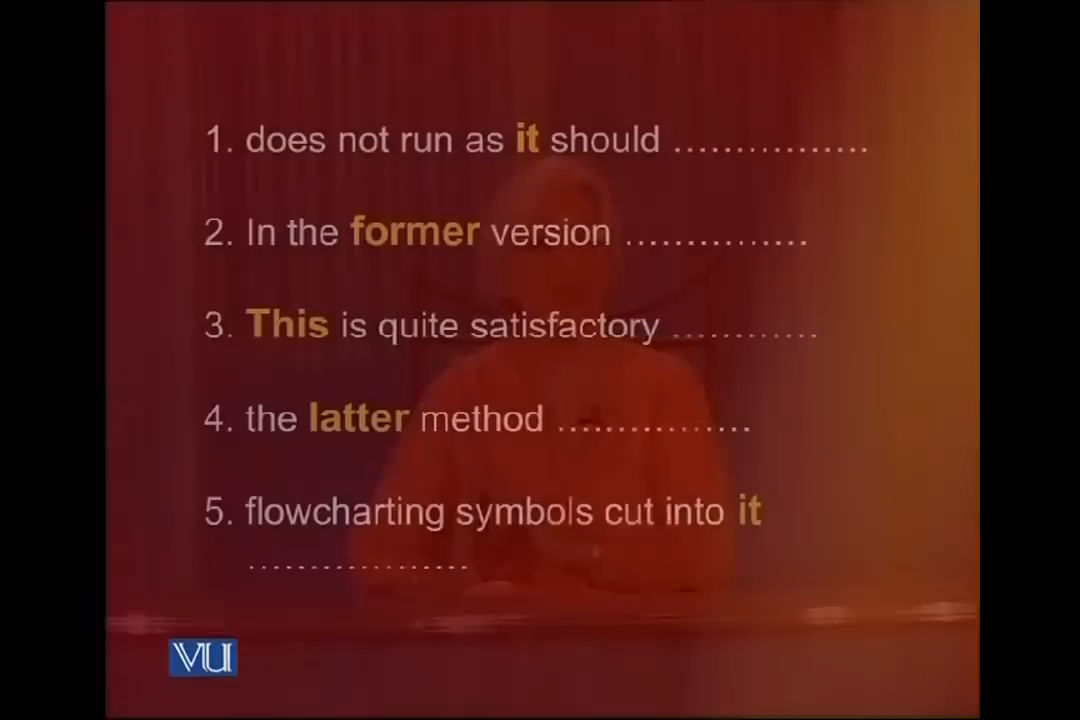 1. does not run as it should ................
2. In the former version ...............
3. This is quite satisfactory ............
4. the latter method ................
5. flowcharting symbols cut into it
..................
VU